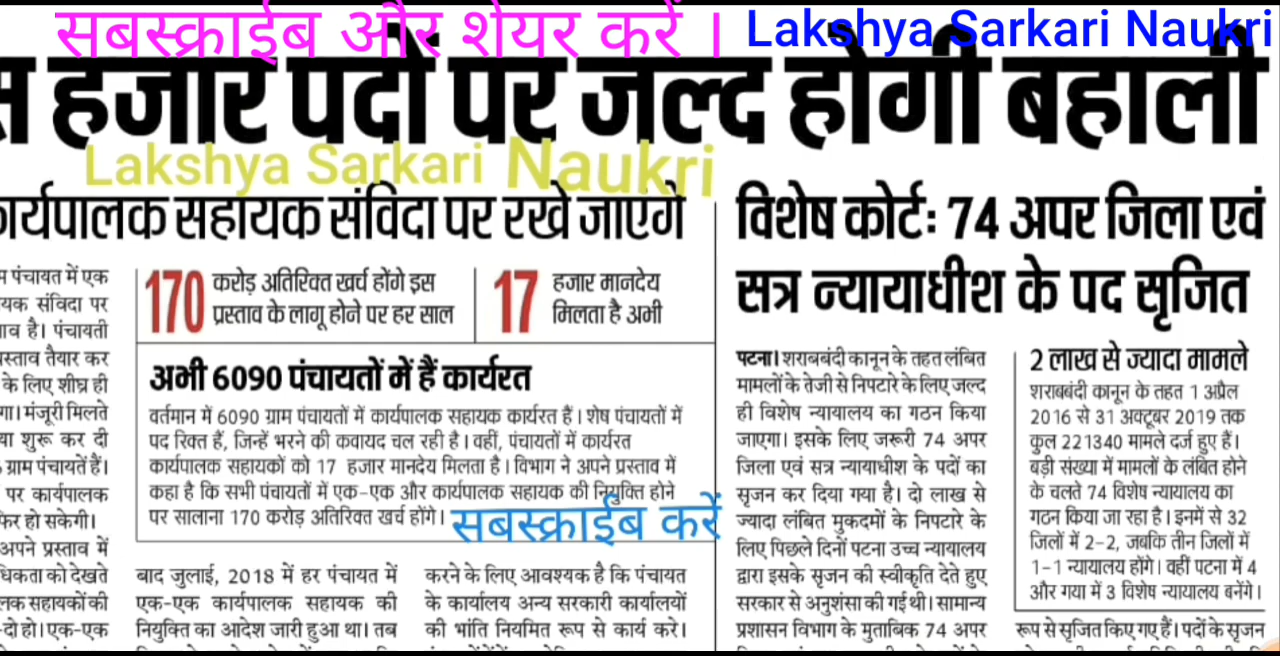 सबस्क्राईब और शेयर करें । Lakshya Sarkari Naukri
हजार पदों पर जल्द होगी बहाली
Lakshya Sarkari Naukri
कार्यपालक सहायक संविदा पर रखे जाएंगे
पंचायत में एक
संविदा पर
है। पंचायती
तैयार कर
के लिए शीघ्र ही
मंजूरी मिलते
शुरू कर दी
ग्राम पंचायतें हैं।
पर कार्यपालक
हो सकेगी।
अपने प्रस्ताव में
को देखते
सहायकों की
दो हो। एक-एक
170 करोड़ अतिरिक्त खर्च होंगे इस
प्रस्ताव के लागू होने पर हर साल
17 हजार मानदेय
मिलता है अभी
अभी 6090 पंचायतों में हैं कार्यरत
वर्तमान में 6090 ग्राम पंचायतों में कार्यपालक सहायक कार्यरत हैं। शेष पंचायतों में
पद रिक्त हैं, जिन्हें भरने की कवायद चल रही है। वहीं, पंचायतों में कार्यरत
कार्यपालक सहायकों को 17 हजार मानदेय मिलता है। विभाग ने अपने प्रस्ताव में
कहा है कि सभी पंचायतों में एक-एक और कार्यपालक सहायक की नियुक्ति होने
पर सालाना 170 करोड़ अतिरिक्त खर्च होंगे।
सबस्क्राईब करें
बाद जुलाई, 2018 में हर पंचायत में
एक-एक कार्यपालक सहायक की
नियुक्ति का आदेश जारी हुआ था। तब
करने के लिए आवश्यक है कि पंचायत
के कार्यालय अन्य सरकारी कार्यालयों
की भांति नियमित रूप से कार्य करे।
विशेष कोर्ट: 74 अपर जिला एवं
सत्र न्यायाधीश के पद सृजित
पटना। शराबबंदी कानून के तहत लंबित
मामलों के तेजी से निपटारे के लिए जल्द
ही विशेष न्यायालय का गठन किया
जाएगा। इसके लिए जरूरी 74 अपर
जिला एवं सत्र न्यायाधीश के पदों का
सृजन कर दिया गया है। दो लाख से
ज्यादा लंबित मुकदमों के निपटारे के
लिए पिछले दिनों पटना उच्च न्यायालय
द्वारा इसके सृजन की स्वीकृति देते हुए
सरकार से अनुशंसा की गई थी। सामान्य
प्रशासन विभाग के मुताबिक 74 अपर
2 लाख से ज्यादा मामले
शराबबंदी कानून के तहत 1 अप्रैल
2016 से 31 अक्टूबर 2019 तक
कुल 221340 मामले दर्ज हुए हैं।
बड़ी संख्या में मामलों के लंबित होने
के चलते 74 विशेष न्यायालय का
गठन किया जा रहा है। इनमें से 32
जिलों में 2-2, जबकि तीन जिलों में
1-1 न्यायालय होंगे। वहीं पटना में 4
और गया में 3 विशेष न्यायालय बनेंगे।
रूप से सृजित किए गए हैं। पदों के सृजन